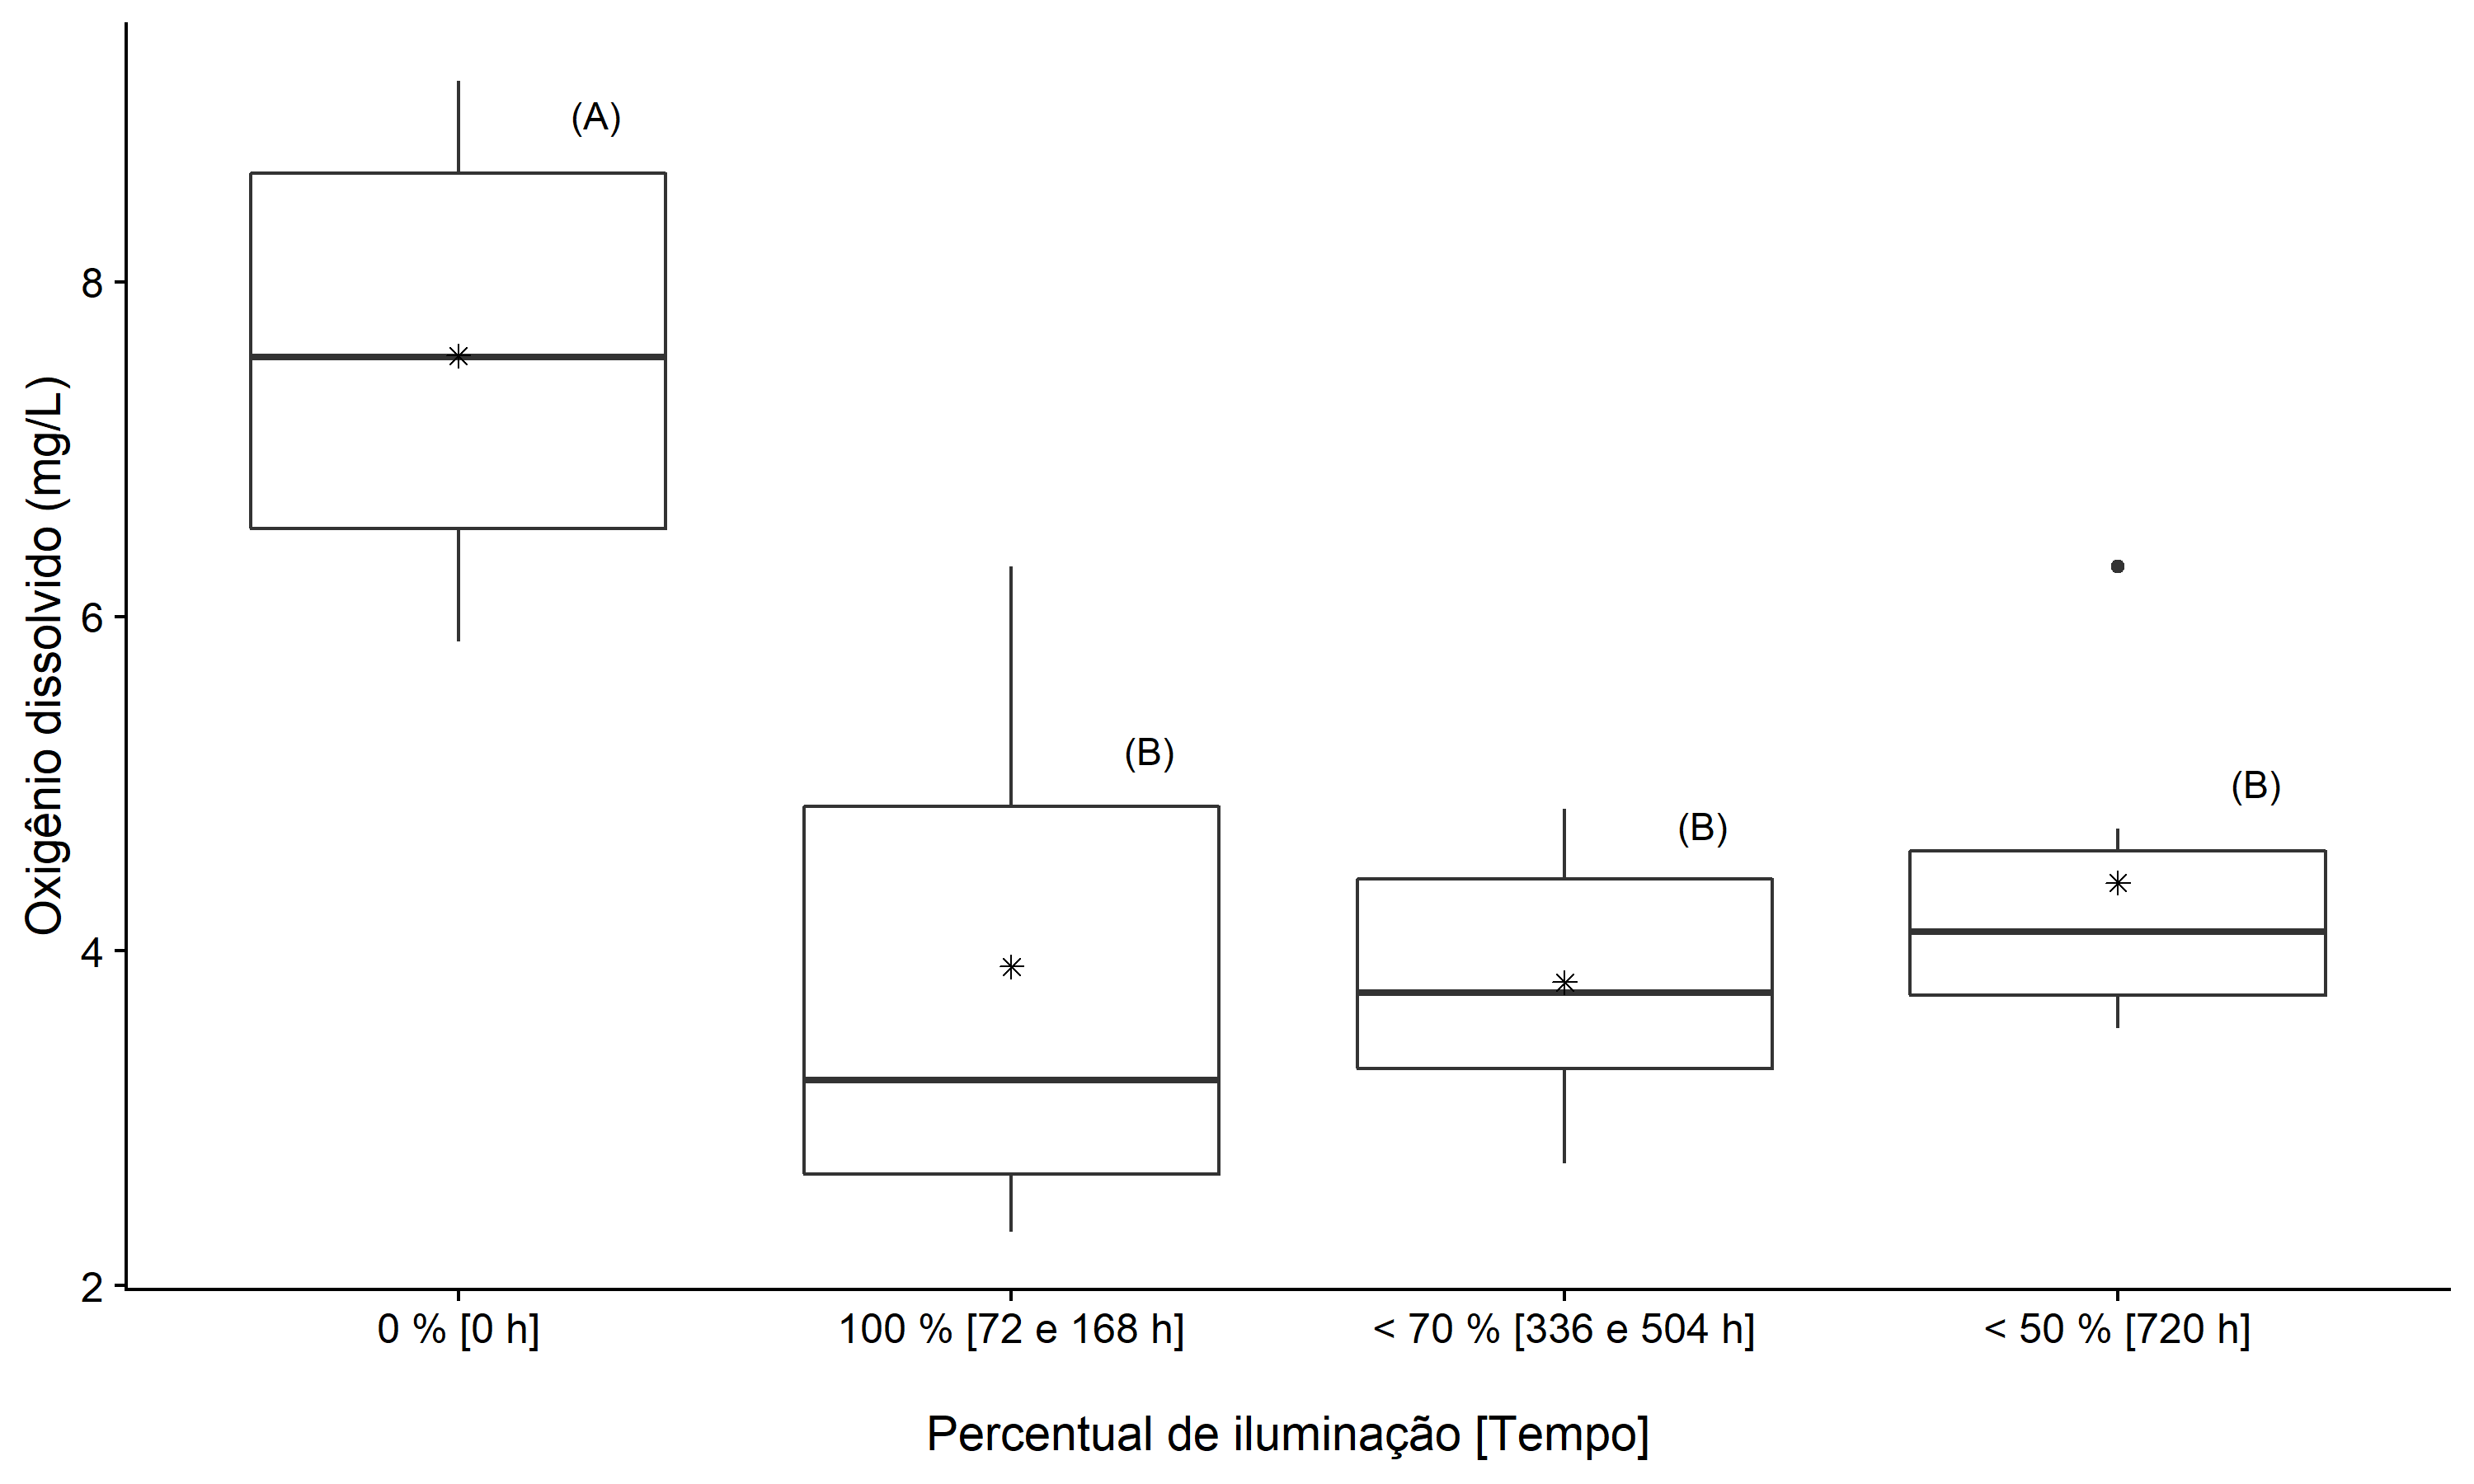 (A)
8
6
4
2
(B)
(B)
(B)
Oxigênio dissolvido (mg/L)
0 % [0 h]
100 % [72 e 168 h]
< 70 % [336 e 504 h]
< 50 % [720 h]
Percentual de iluminação [Tempo]